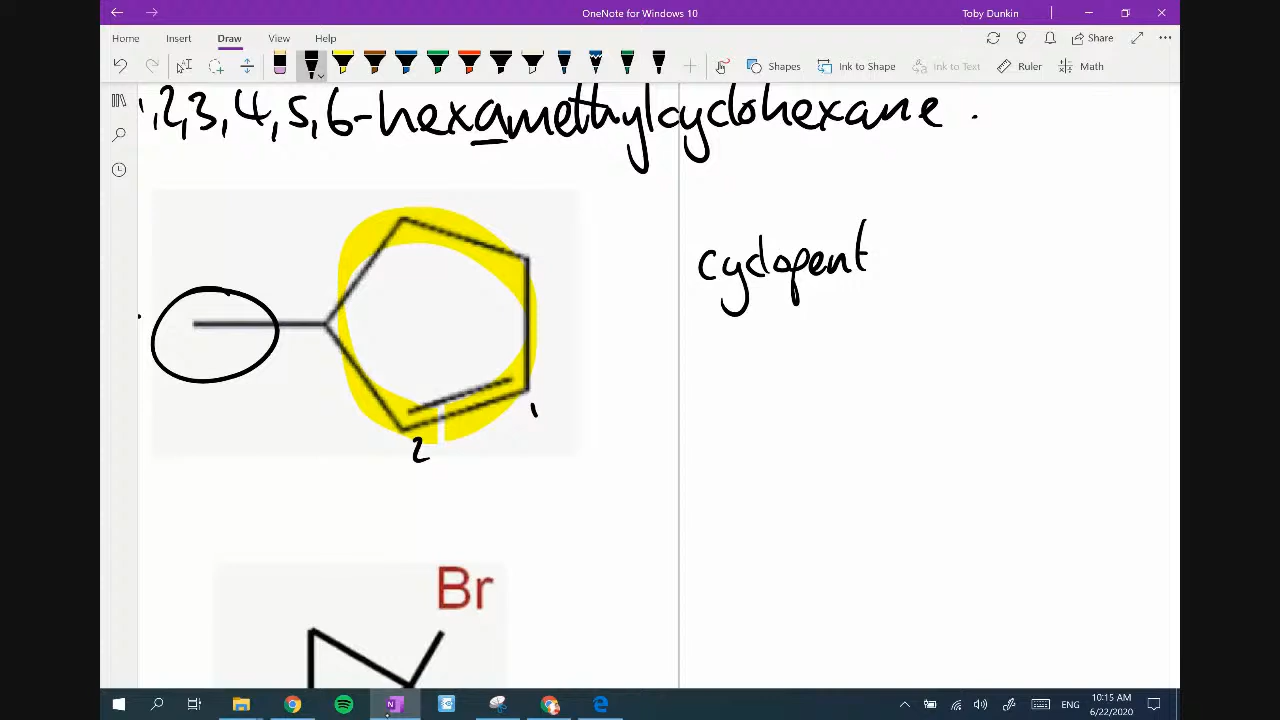 OneNote for Windows 10
Toby Dunkin
Home Insert Draw View Help
Share
Shapes Ink to Shape Ink to Text Ruler Math
1,2,3,4,5,6-hexamethylcyclohexane.
cyclopent
1
2
Br
ENG
10:15 AM
6/22/2020